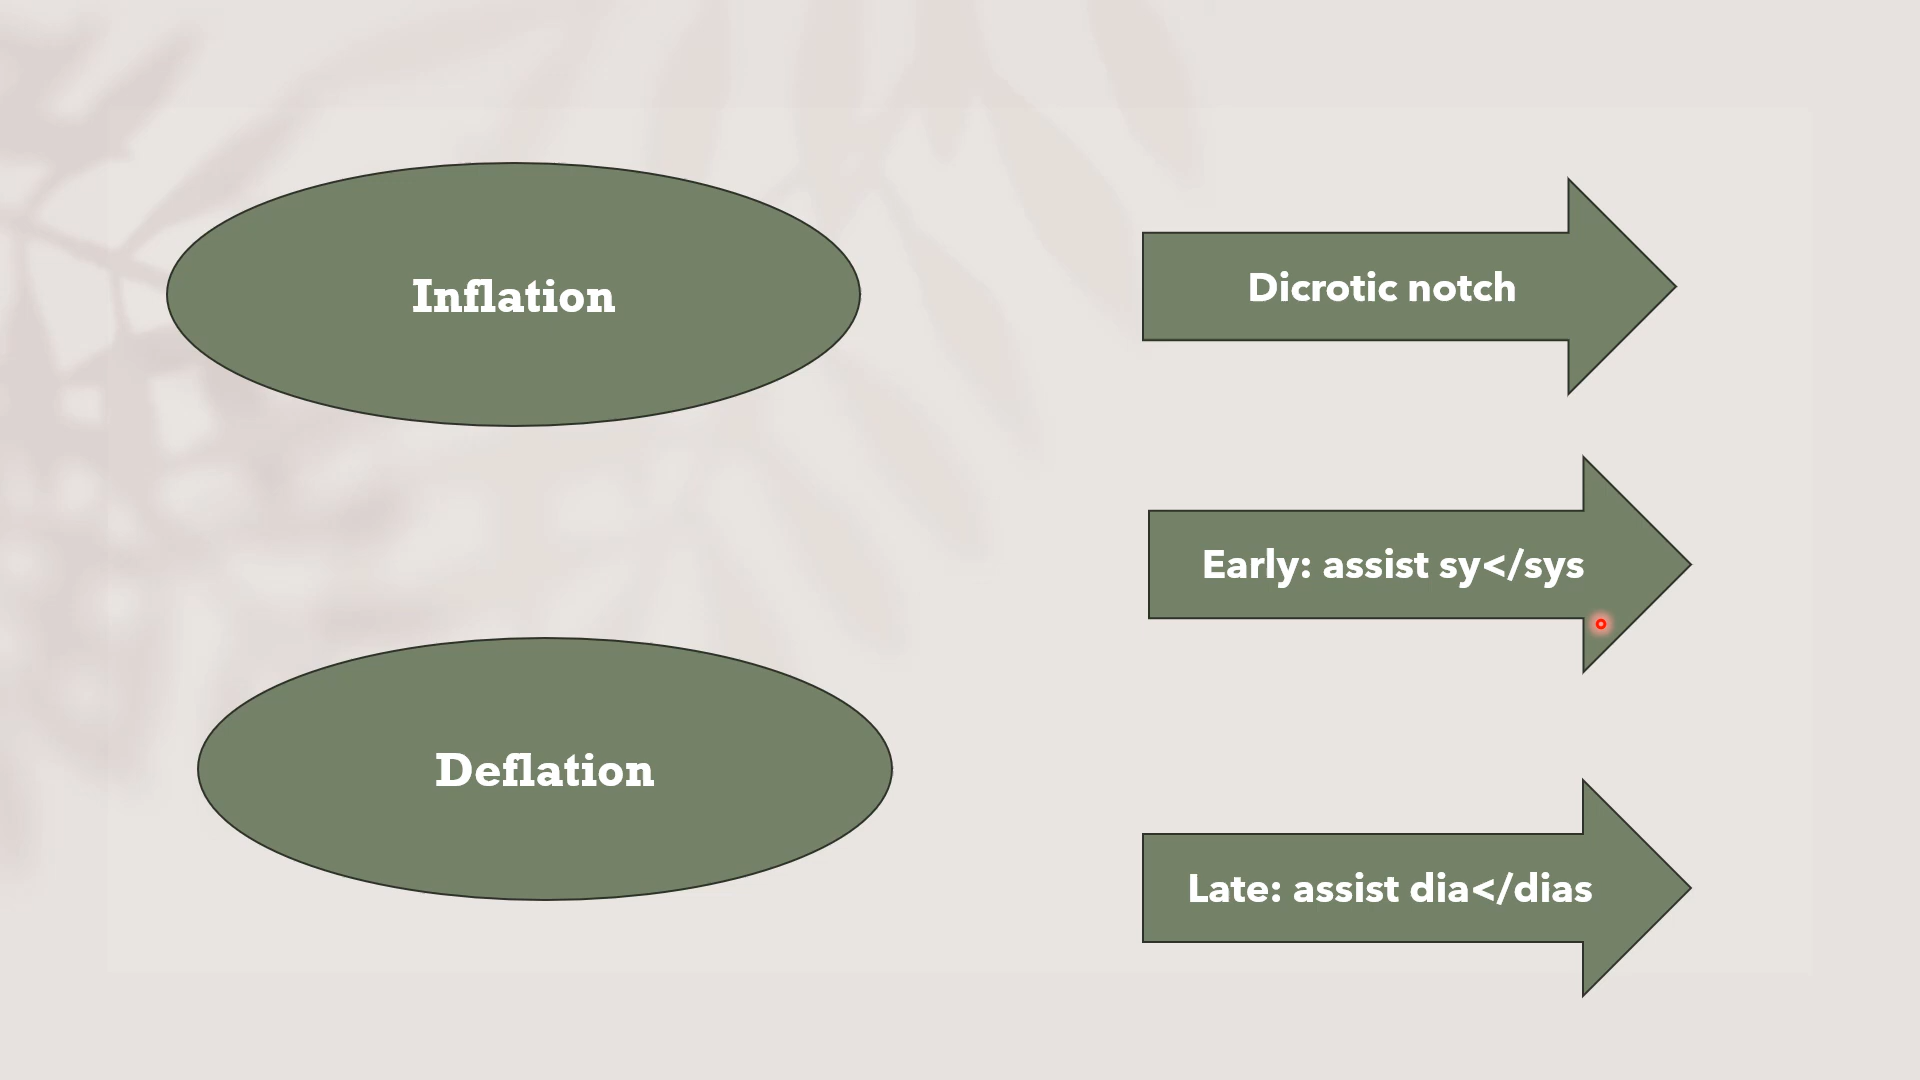 Inflation
Dicrotic notch
Early: assist sy</sys
Deflation
Late: assist dia</dias